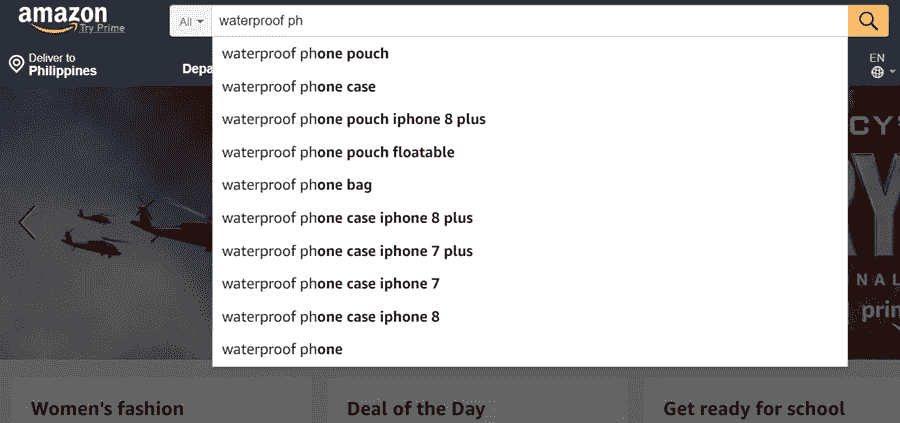 amazon
Try Prime
All
waterproof ph
Deliver to
Philippines
Depa
EN
waterproof phone pouch
waterproof phone case
waterproof phone pouch iphone 8 plus
waterproof phone pouch floatable
waterproof phone bag
waterproof phone case iphone 8 plus
waterproof phone case iphone 7 plus
waterproof phone case iphone 7
waterproof phone case iphone 8
waterproof phone
CY'
RY
INAL
prim
Women's fashion
Deal of the Day
Get ready for school